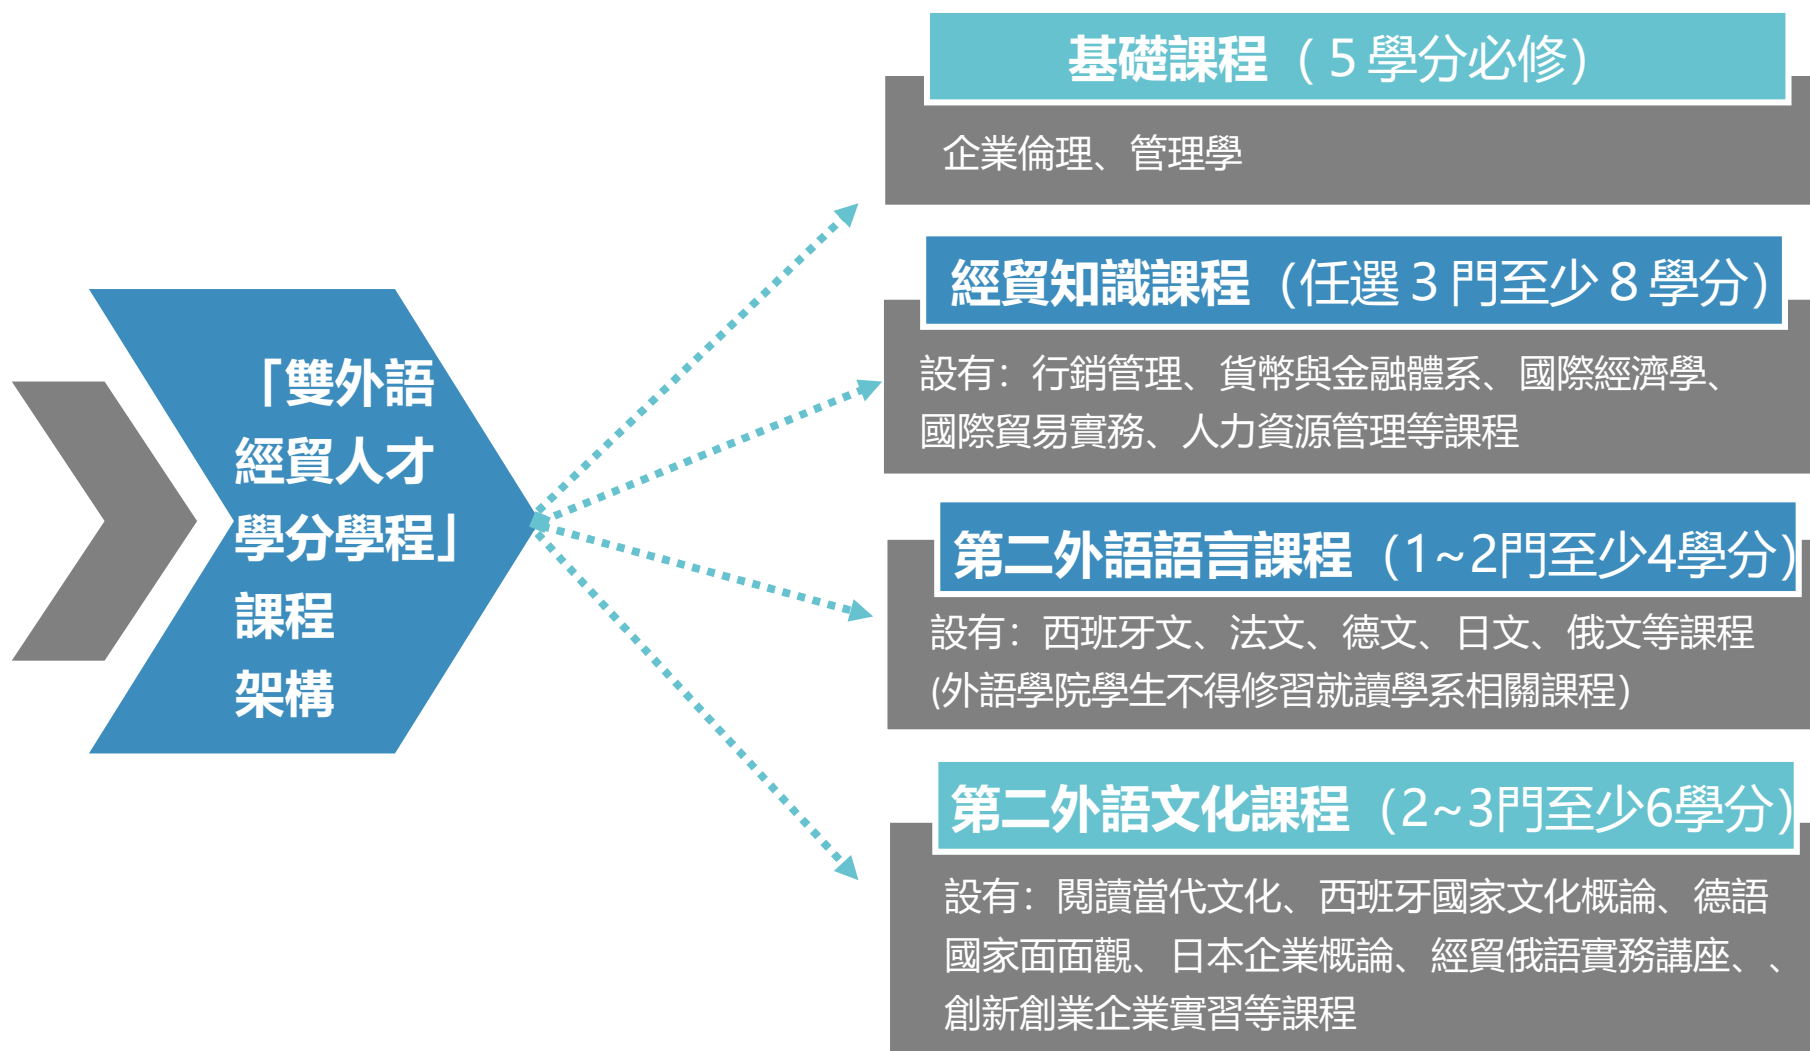 「雙外語
經貿人才
學分學程」
課程
架構
基礎課程（5學分必修）
企業倫理、管理學
經貿知識課程（任選3門至少8學分）
設有：行銷管理、貨幣與金融體系、國際經濟學、
國際貿易實務、人力資源管理等課程
第二外語語言課程（1~2門至少4學分）
設有：西班牙文、法文、德文、日文、俄文等課程
(外語學院學生不得修習就讀學系相關課程）
第二外語文化課程（2~3門至少6學分）
設有：閱讀當代文化、西班牙國家文化概論、德語
國家面面觀、日本企業概論、經貿俄語實務講座、、
創新創業企業實習等課程